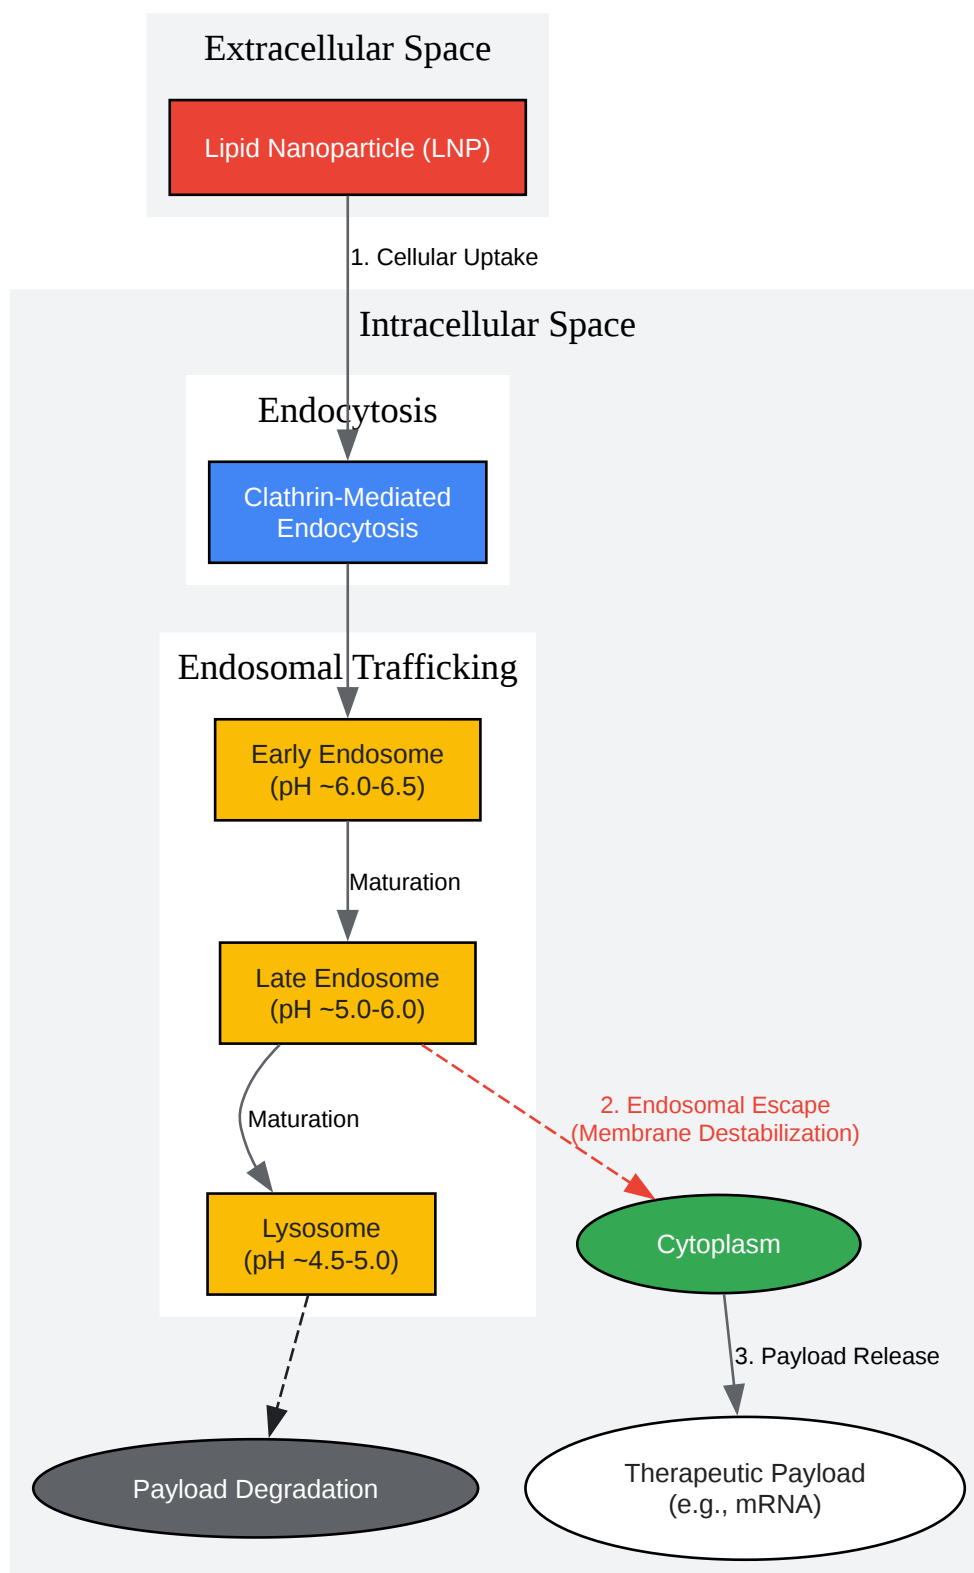 Extracellular Space
Lipid Nanoparticle (LNP)
1. Cellular Uptake
Intracellular Space
Endocytosis
Clathrin-Mediated
Endocytosis
Endosomal Trafficking
Early Endosome
(pH ~6.0-6.5)
Maturation
Late Endosome
(pH ~5.0-6.0)
Maturation
2. Endosomal Escape
(Membrane Destabilization)
Lysosome
(pH ~4.5-5.0)
Cytoplasm
3. Payload Release
Payload Degradation
Therapeutic Payload
(e.g., mRNA)